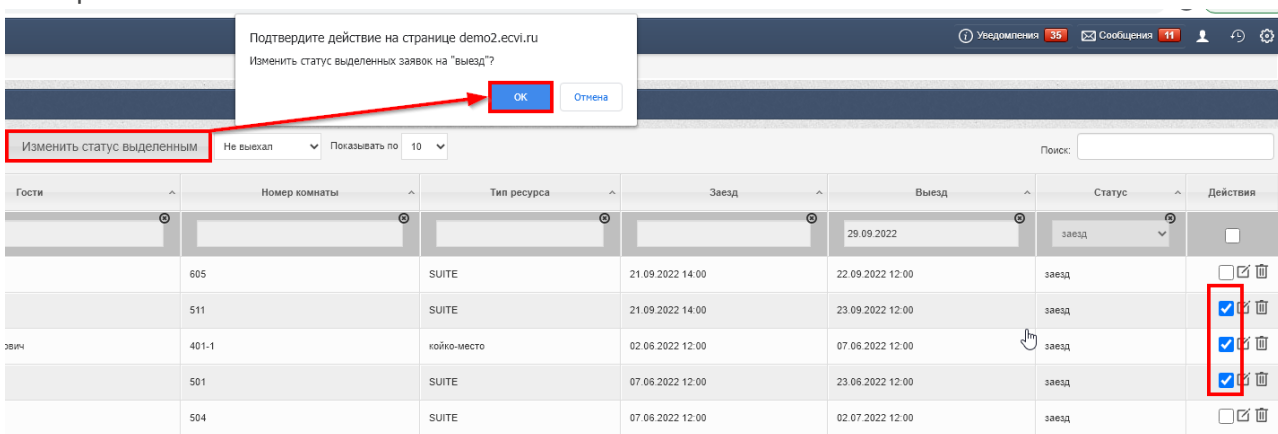 Подтвердите действие на странице demo2.ecvi.ru
Изменить статус выделенных заявок на "выезд"?
OK Отмена
Уведомления 35 Сообщения 11
Изменить статус выделенным Не выехал Показывать по 10 Поиск:
Гости Номер комнаты Тип ресурса Заезд Выезд Статус Действия
29.09.2022 заезд
605 SUITE 21.09.2022 14:00 22.09.2022 12:00 заезд
511 SUITE 21.09.2022 14:00 23.09.2022 12:00 заезд
ович 401-1 койко-место 02.06.2022 12:00 07.06.2022 12:00 заезд
501 SUITE 07.06.2022 12:00 23.06.2022 12:00 заезд
504 SUITE 07.06.2022 12:00 02.07.2022 12:00 заезд